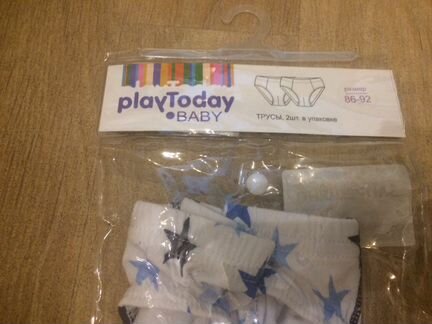 playToday
BABY
ТРУСЫ, 2шт. в упаковке
размер
86-92